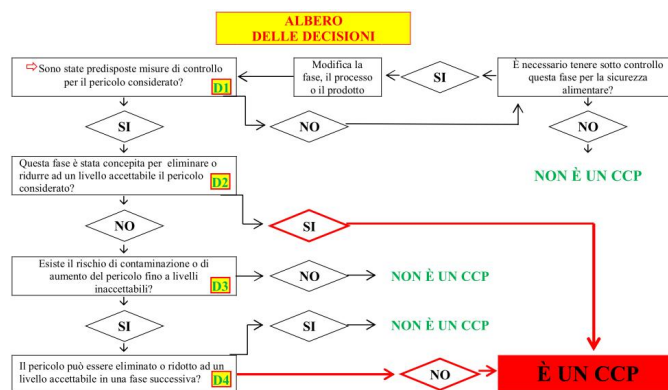 ALBERO
DELLE DECISIONI
⇨Sono state predisposte misure di controllo
per il pericolo considerato?
D1
Modifica la
fase, il processo
o il prodotto
SI
È necessario tenere sotto controllo
questa fase per la sicurezza
alimentare?
SI
NO
NO
Questa fase è stata concepita per eliminare o
ridurre ad un livello accettabile il pericolo
considerato?
D2
NON È UN CCP
NO
SI
Esiste il rischio di contaminazione o di
aumento del pericolo fino a livelli
inaccettabili?
D3
NO
NON È UN CCP
SI
SI
NON È UN CCP
Il pericolo può essere eliminato o ridotto ad un
livello accettabile in una fase successiva?
D4
NO
È UN CCP